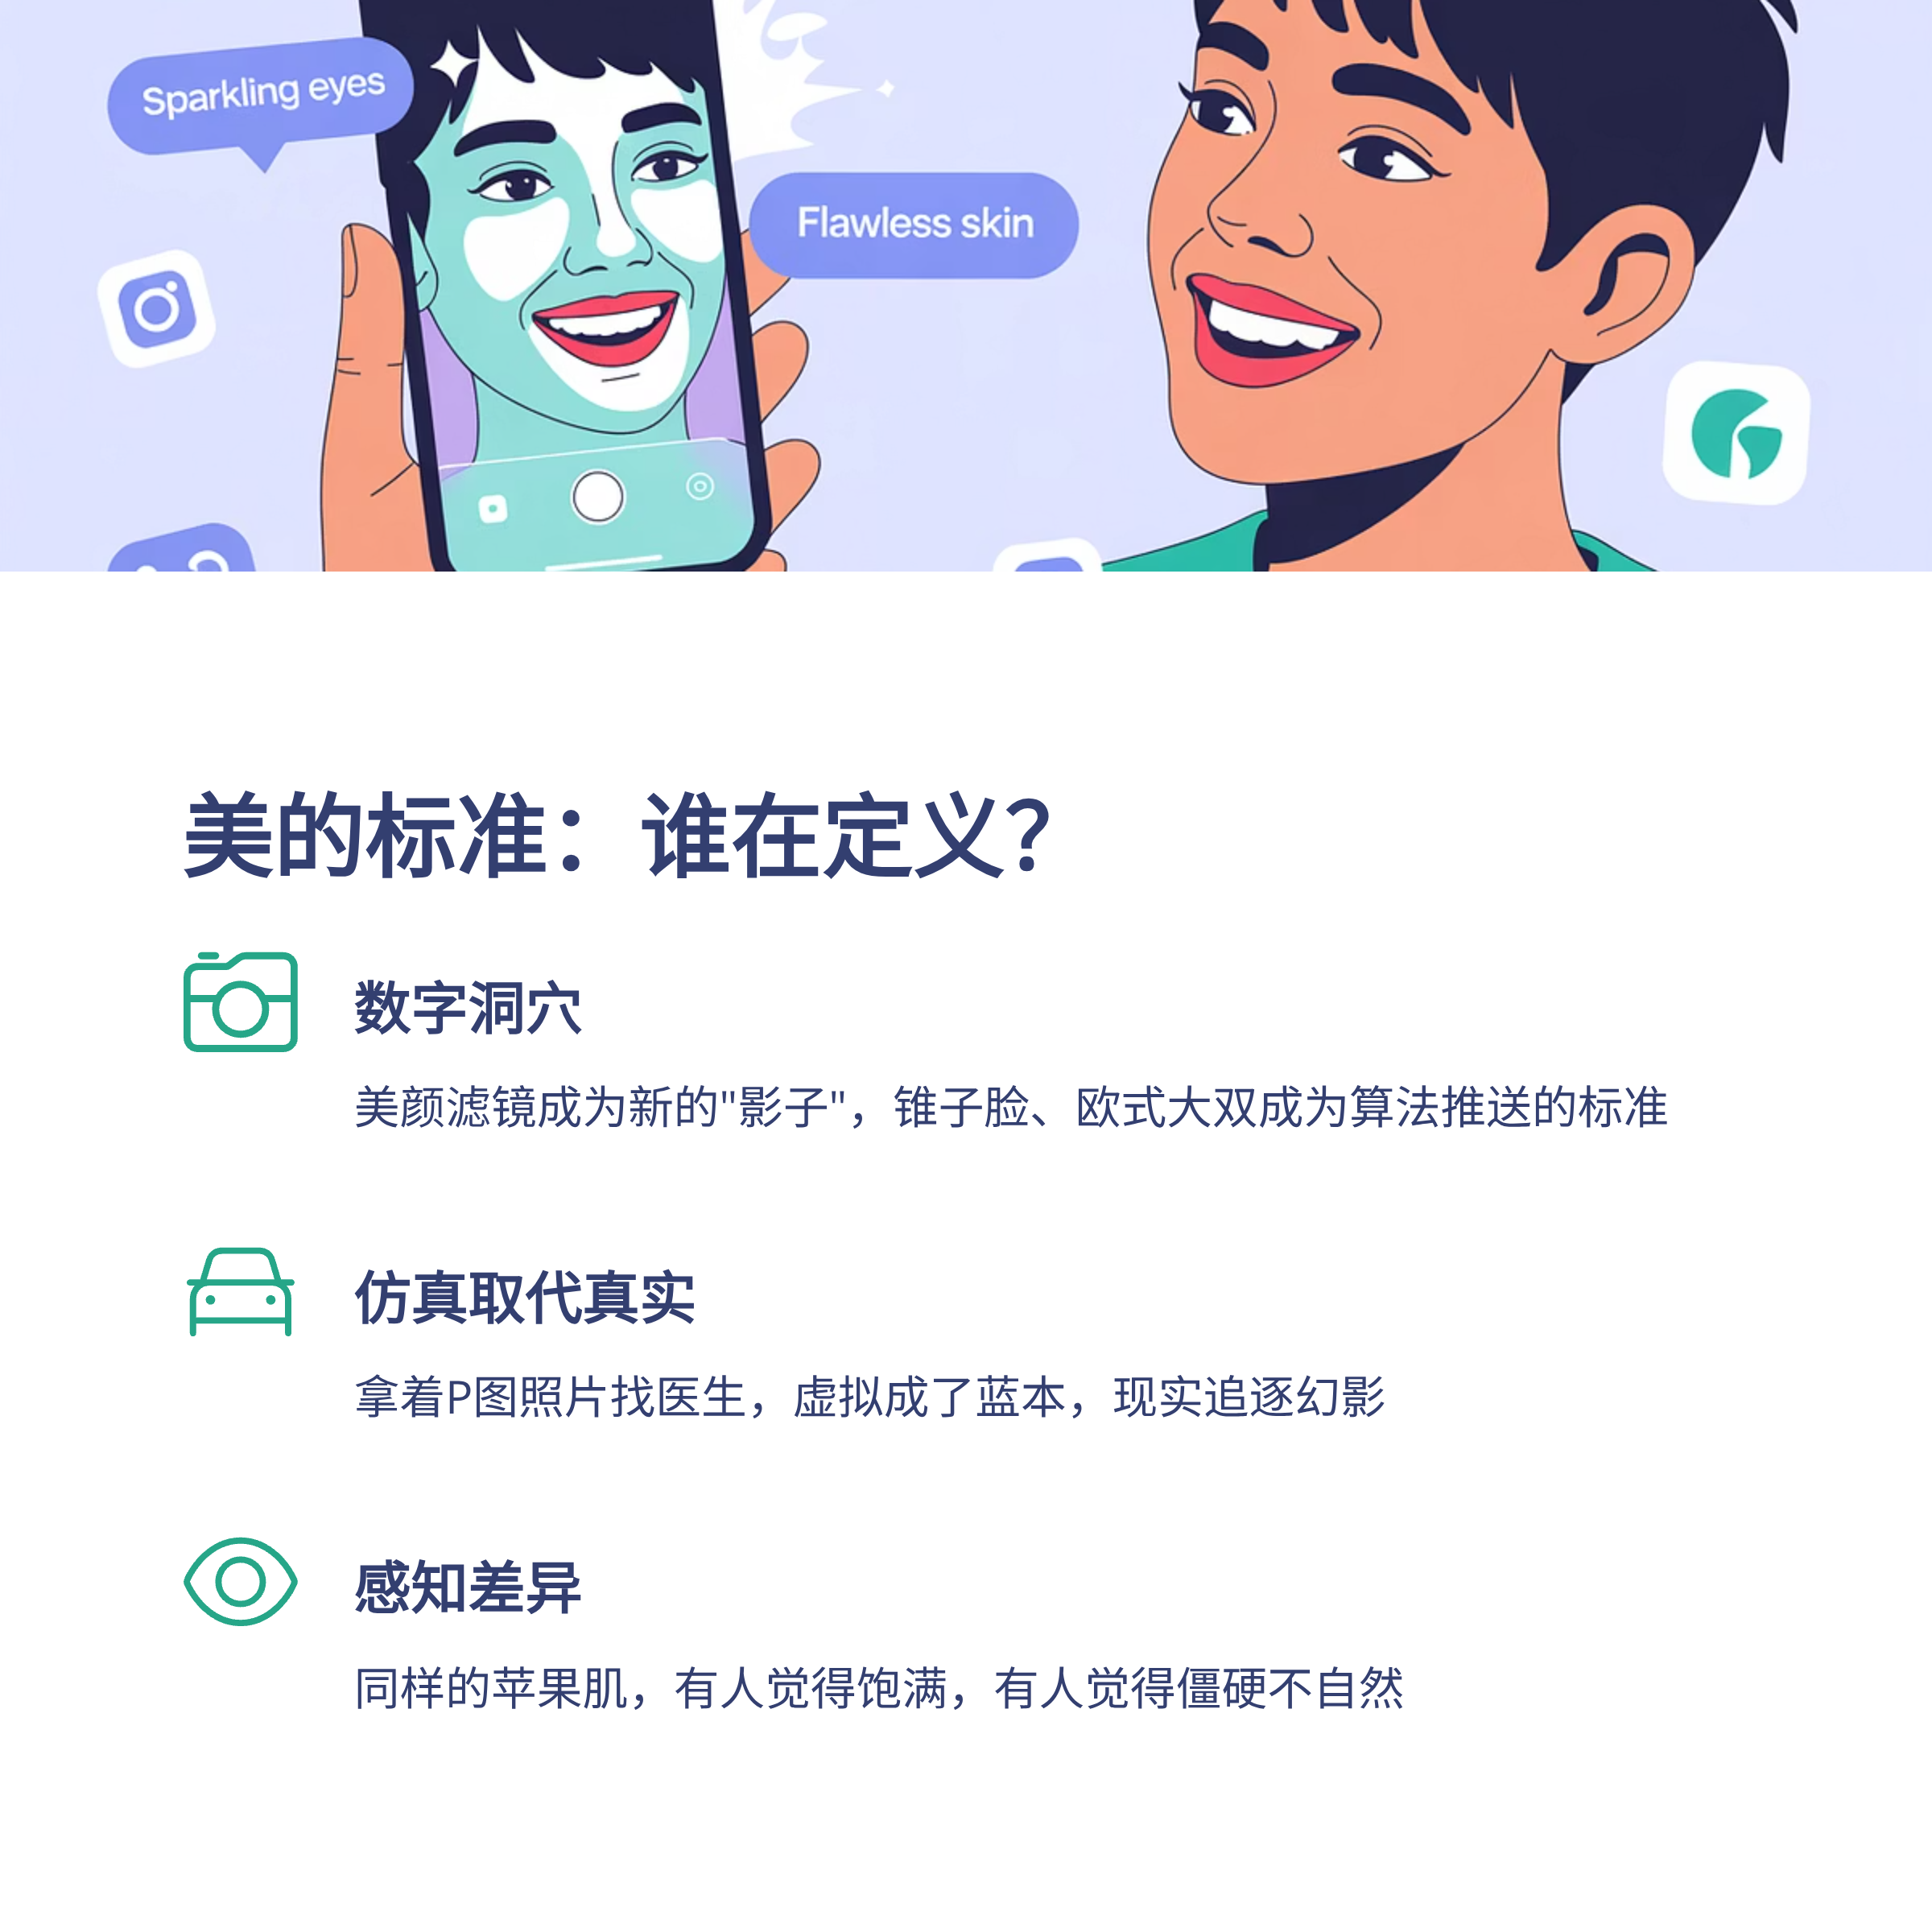 Sparkling eyes
Flawless skin
美的标准：谁在定义？
数字洞穴
美颜滤镜成为新的"影子"，锥子脸、欧式大双成为算法推送的标准
仿真取代真实
拿着P图照片找医生，虚拟成了蓝本，现实追逐幻影
感知差异
同样的苹果肌，有人觉得饱满，有人觉得僵硬不自然